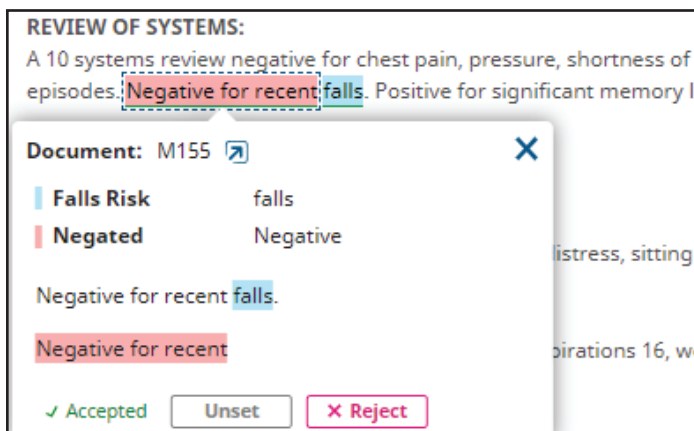 REVIEW OF SYSTEMS:
A 10 systems review negative for chest pain, pressure, shortness of
episodes. Negative for recent falls. Positive for significant memory
Document: M155
Falls Risk falls
Negated Negative
distress, sitting
Negative for recent falls.
Negative for recent
pirations 16,
✓ Accepted Unset × Reject